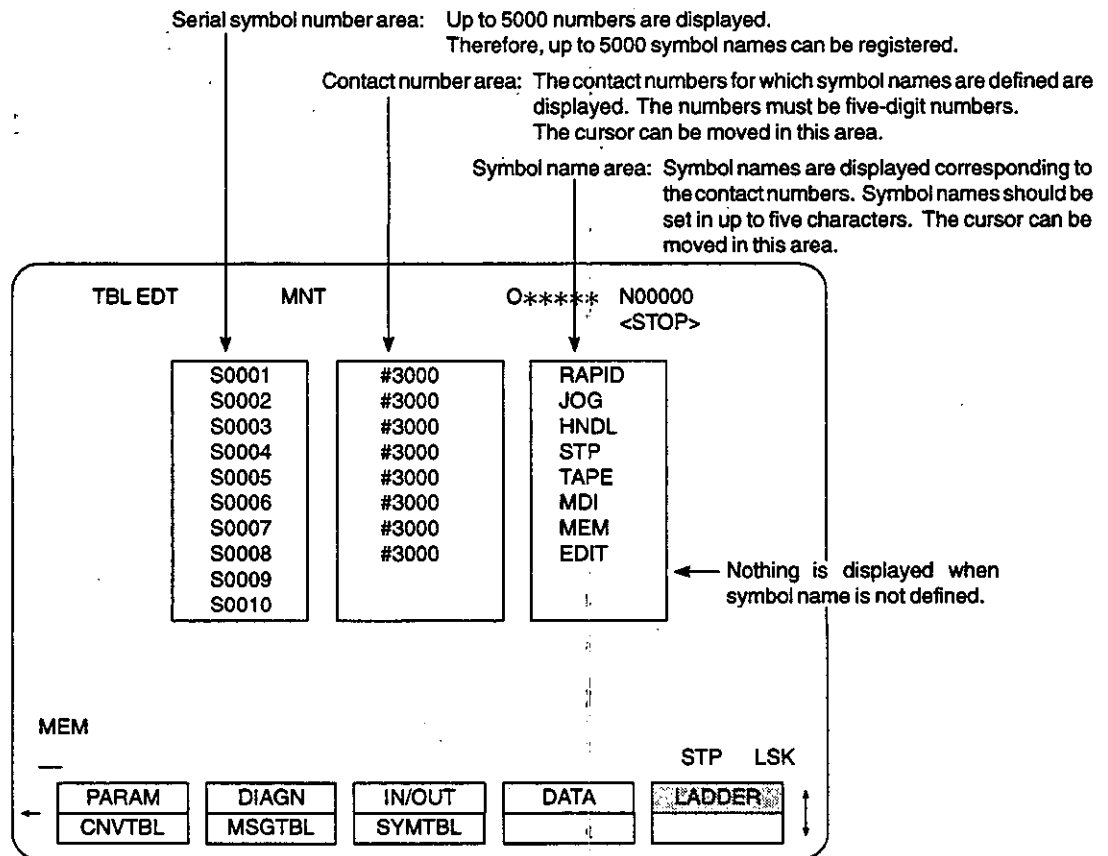 Serial symbol number area: Up to 5000 numbers are displayed.
Therefore, up to 5000 symbol names can be registered.
Contact number area: The contact numbers for which symbol names are defined are
displayed. The numbers must be five-digit numbers.
The cursor can be moved in this area.
Symbol name area: Symbol names are displayed corresponding to
the contact numbers. Symbol names should be
set in up to five characters. The cursor can be
moved in this area.
TBL EDT MNT O***** N00000
<STOP>
S0001 #3000 RAPID
S0002 #3000 JOG
S0003 #3000 HNDL
S0004 #3000 STP
S0005 #3000 TAPE
S0006 #3000 MDI
S0007 #3000 MEM
S0008 #3000 EDIT
S0009
S0010
Nothing is displayed when
symbol name is not defined.
MEM
STP LSK
PARAM DIAGN IN/OUT DATA LADDER
CNVTBL MSGTBL SYMTBL